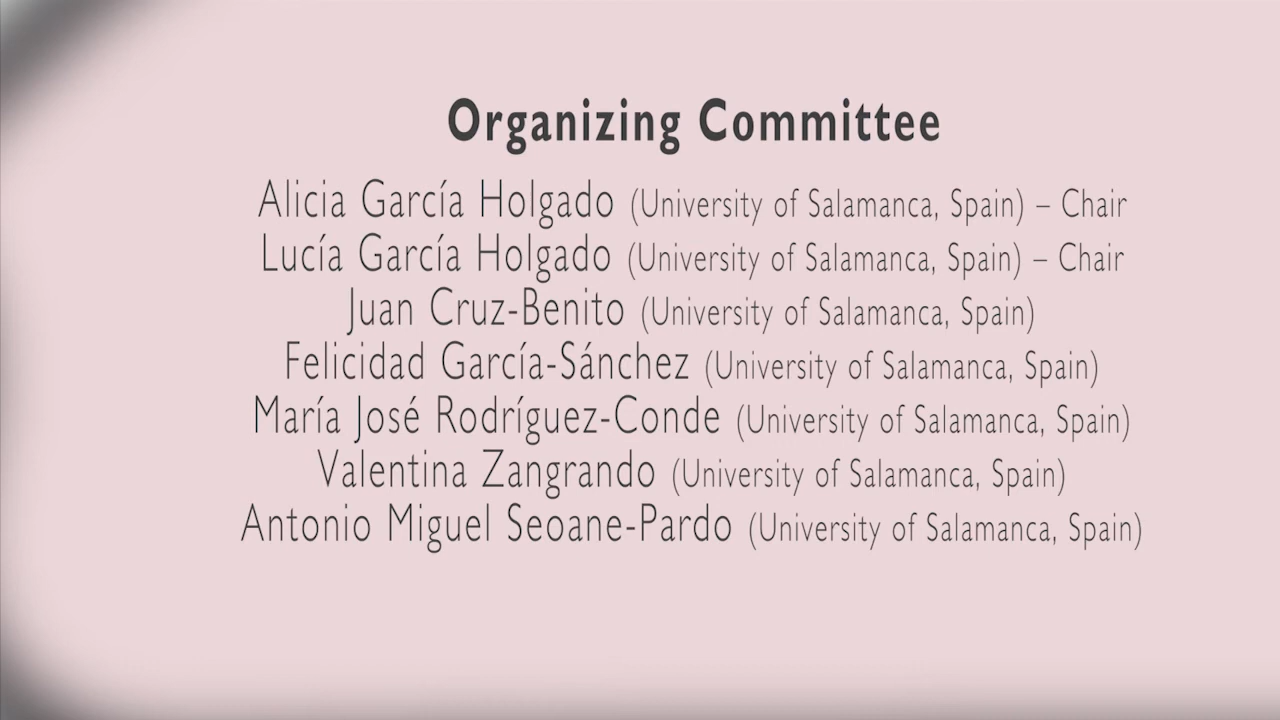 Organizing Committee
Alicia García Holgado (University of Salamanca, Spain) – Chair
Lucía García Holgado (University of Salamanca, Spain) – Chair
Juan Cruz-Benito (University of Salamanca, Spain)
Felicidad García-Sánchez (University of Salamanca, Spain)
María José Rodríguez-Conde (University of Salamanca, Spain)
Valentina Zangrando (University of Salamanca, Spain)
Antonio Miguel Seoane-Pardo (University of Salamanca, Spain)